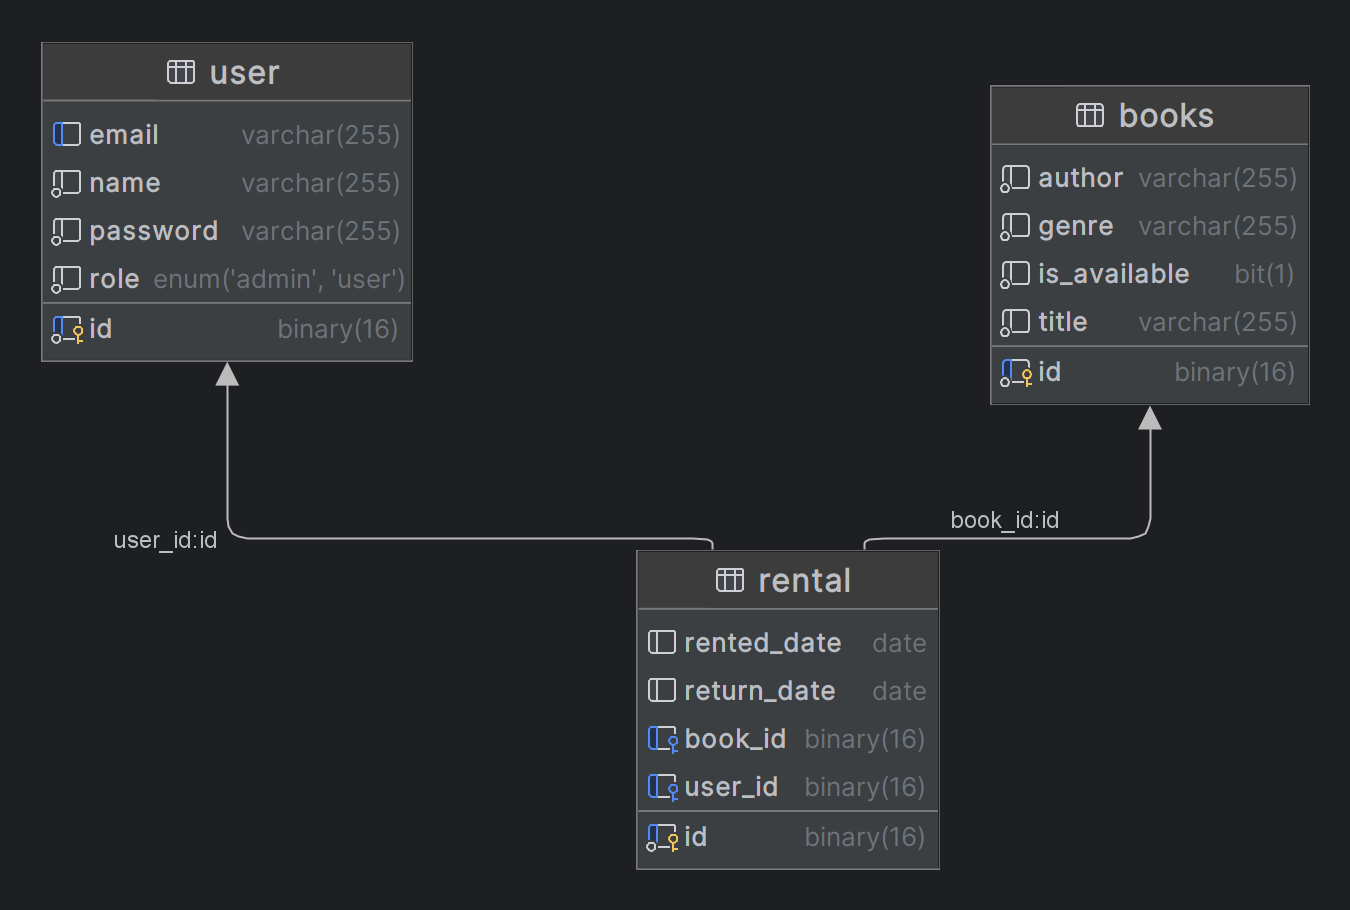 user
email varchar(255)
name varchar(255)
password varchar(255)
role enum('admin', 'user')
id binary(16)
books
author varchar(255)
genre varchar(255)
is_available bit(1)
title varchar(255)
id binary(16)
user_id:id
book_id:id
rental
rented_date date
return_date date
book_id binary(16)
user_id binary(16)
id binary(16)